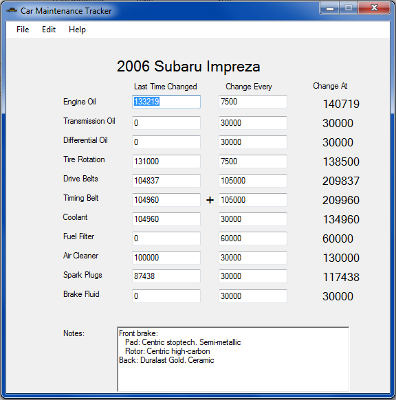 Car Maintenance Tracker
File Edit Help
2006 Subaru Impreza
Last Time Changed Change Every Change At
Engine Oil 133219 7500 140719
Transmission Oil 0 30000 30000
Differential Oil 0 30000 30000
Tire Rotation 131000 7500 138500
Drive Belts 104837 105000 209837
Timing Belt 104960 + 105000 209960
Coolant 104960 30000 134960
Fuel Filter 0 60000 60000
Air Cleaner 100000 30000 130000
Spark Plugs 87438 30000 117438
Brake Fluid 0 30000 30000
Notes: Front brake:
Pad: Centric stoptech. Semi-metallic
Rotor: Centric high-carbon
Back: Duralast Gold. Ceramic